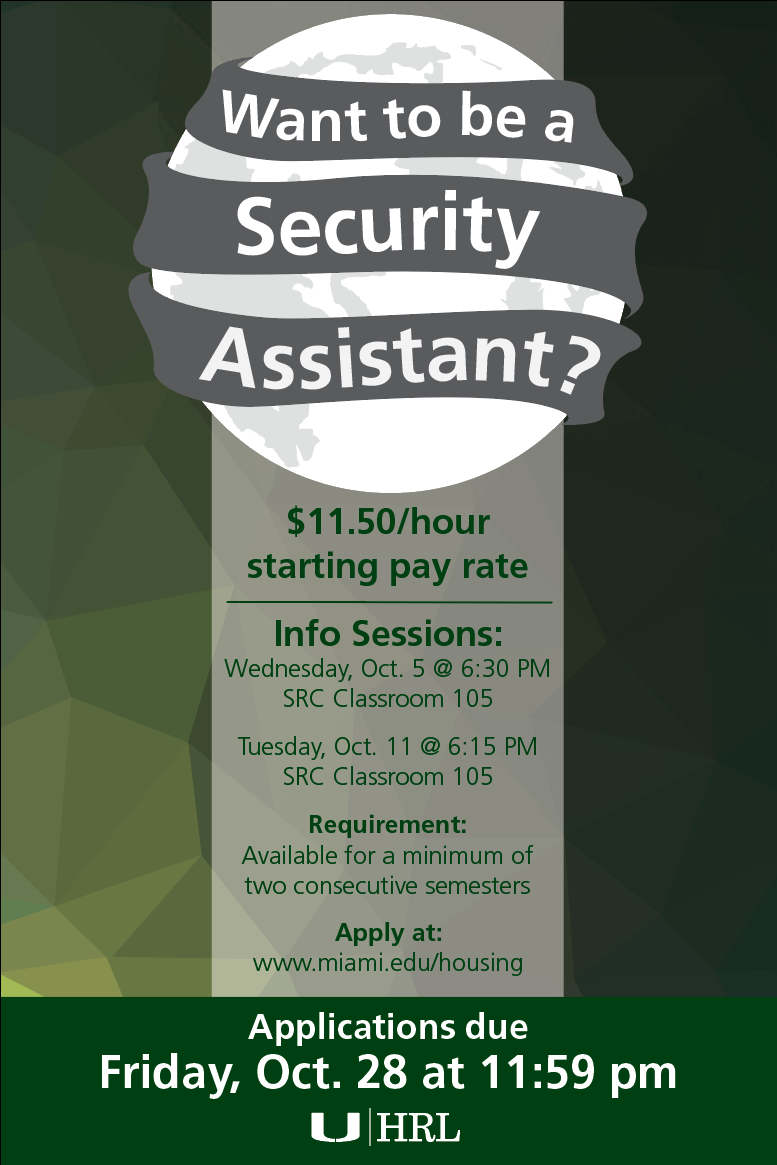 Want to be a
Security
Assistant?
$11.50/hour
starting pay rate
Info Sessions:
Wednesday, Oct. 5 @ 6:30 PM
SRC Classroom 105
Tuesday, Oct. 11 @ 6:15 PM
SRC Classroom 105
Requirement:
Available for a minimum of
two consecutive semesters
Apply at:
www.miami.edu/housing
Applications due
Friday, Oct. 28 at 11:59 pm
U | HRL